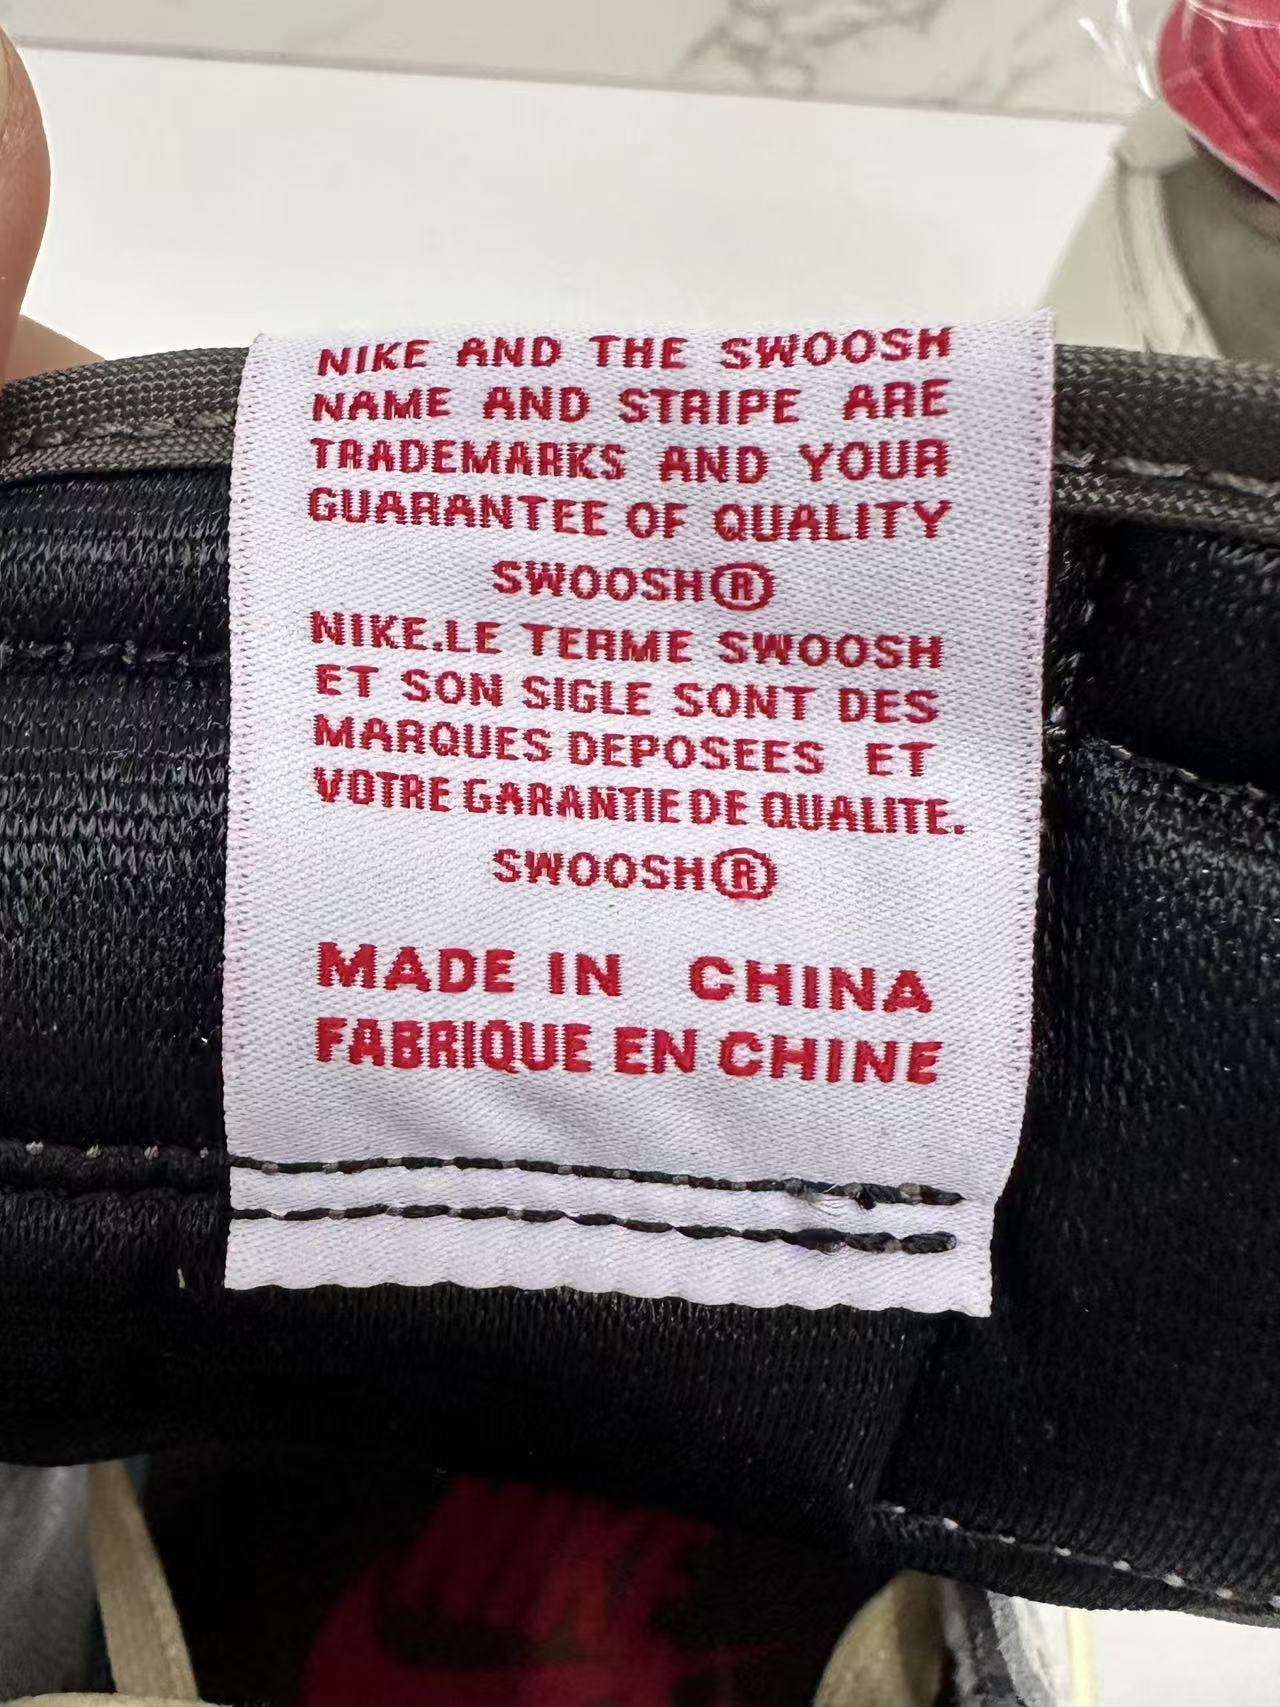 NIKE AND THE SWOOSH
NAME AND STRIPE ARE
TRADEMARKS AND YOUR
GUARANTEE OF QUALITY
SWOOSH®
NIKE.LE TERME SWOOSH
ET SON SIGLE SONT DES
MARQUES DEPOSEES ET
VOTRE GARANTIE DE QUALITE.
SWOOSH®
MADE IN CHINA
FABRIQUE EN CHINE